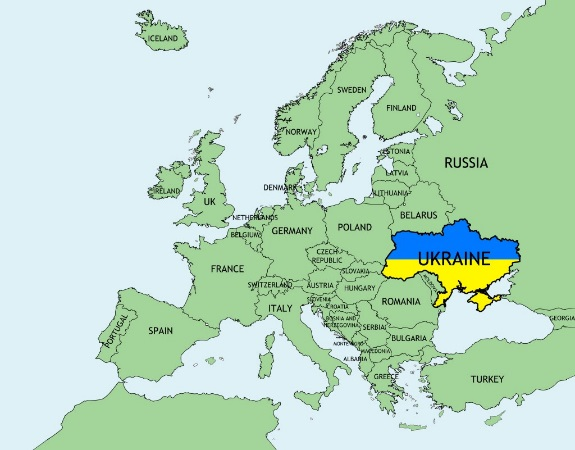 ICELAND
SWEDEN
FINLAND
NORWAY
ESTONIA
RUSSIA
LATVIA
DENMARK
LITHUANIA
IRELAND
UK
NETHERLANDS
BELARUS
POLAND
GERMANY
BELGIUM
UKRAINE
CZECH
REPUBLIC
FRANCE
SLOVAKIA
SWITZERLAND
AUSTRIA
HUNGARY
MOLDOVA
SLOVENIA
ROMANIA
CROATIA
ITALY
BOSNIA AND
HERZEGOVINA
GEORGIA
SERBIA
PORTUGAL
SPAIN
BULGARIA
MONTENEGRO
MACEDONIA
ALBANIA
GREECE
TURKEY